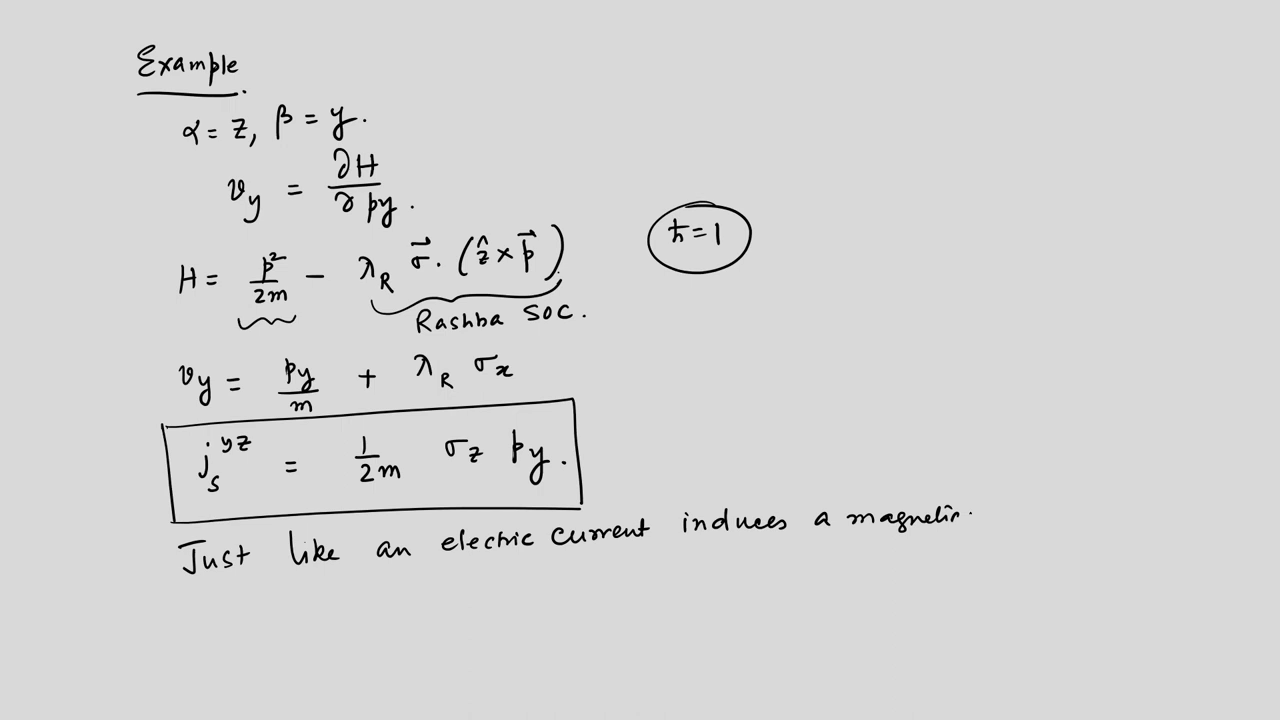 Example.
α = z, β = y.
v_y = ∂H / ∂p_y.
H = p²/2m − λ_R σ⃗ · (ẑ × p⃗)
ħ = 1
Rashba SOC.
v_y = p_y/m + λ_R σ_x
j_s^{yz} = 1/2m σ_z p_y.
Just like an electric current induces a magnetic.